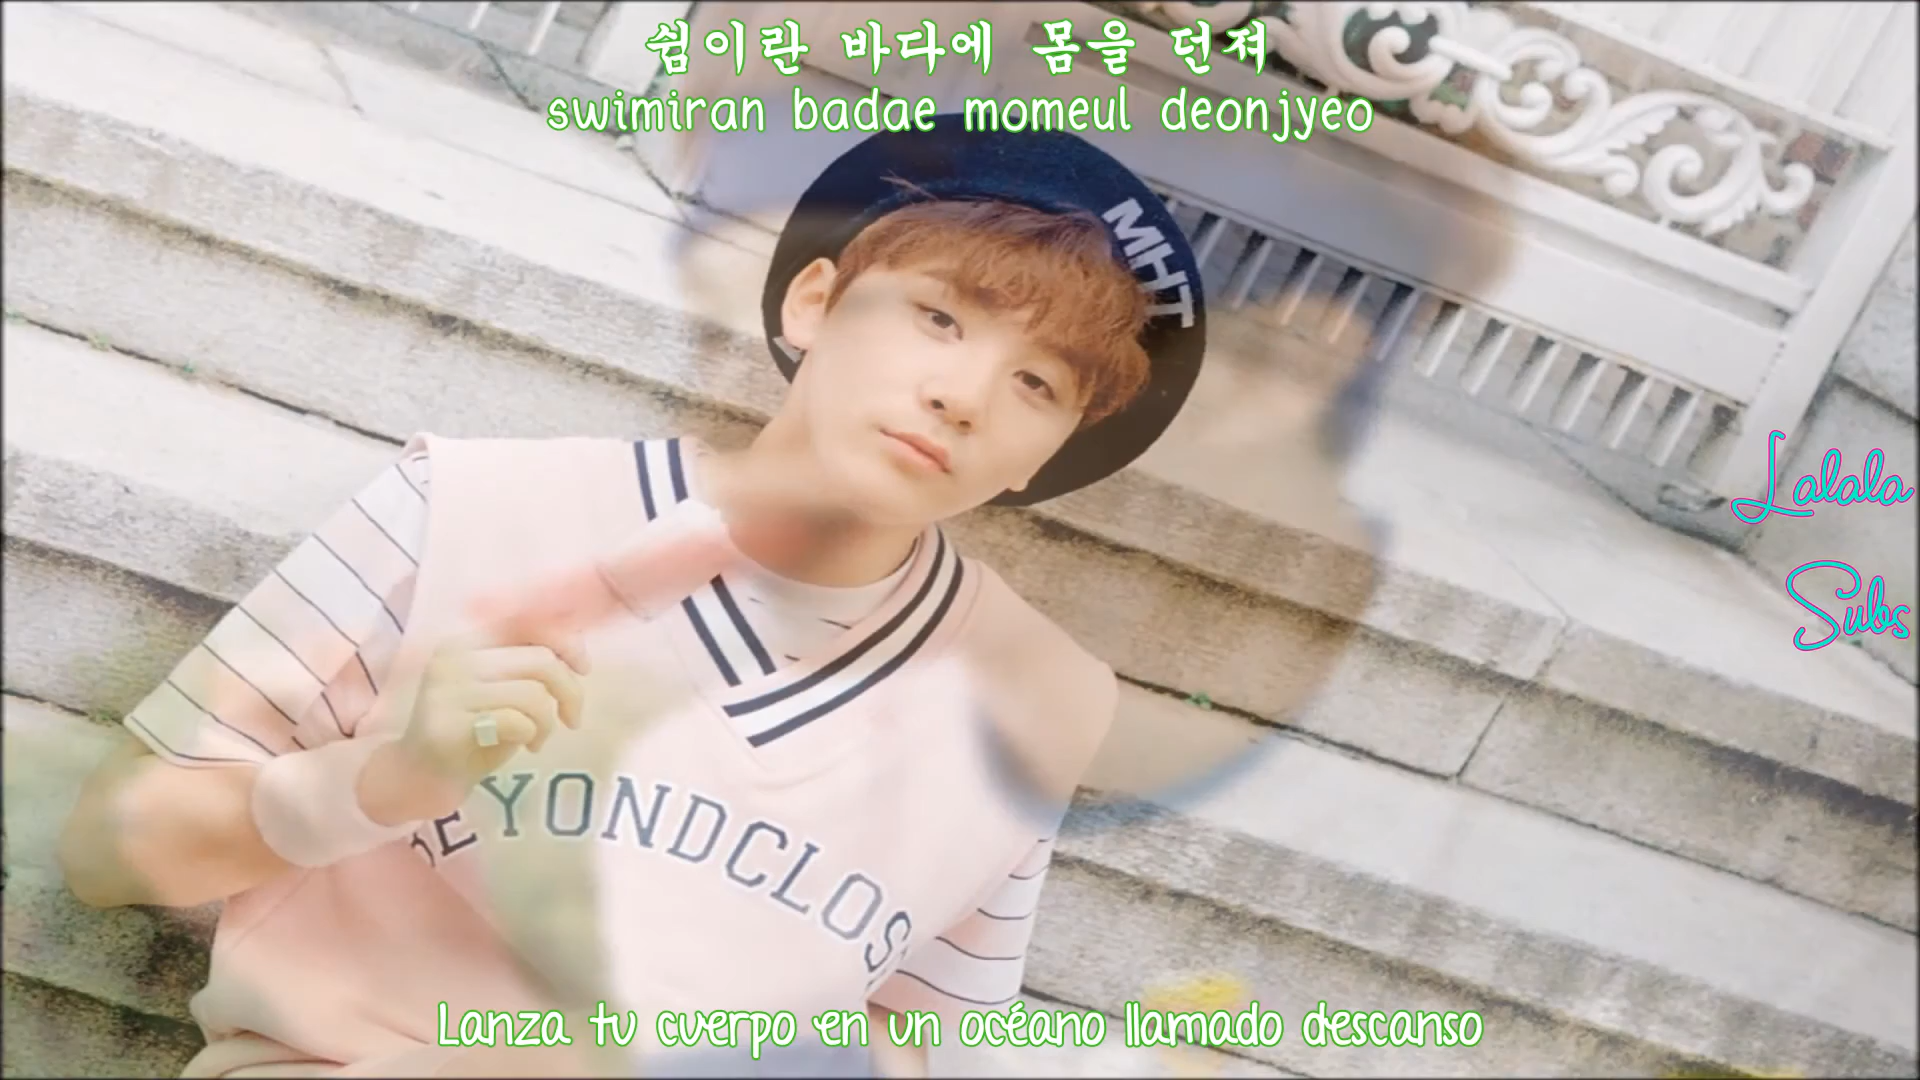 쉼이란 바다에 몸을 던져
swimiran badae momeul deonjyeo
MHT
Lalala
Subs
YONDCLOS
Lanza tu cuerpo en un océano llamado descanso